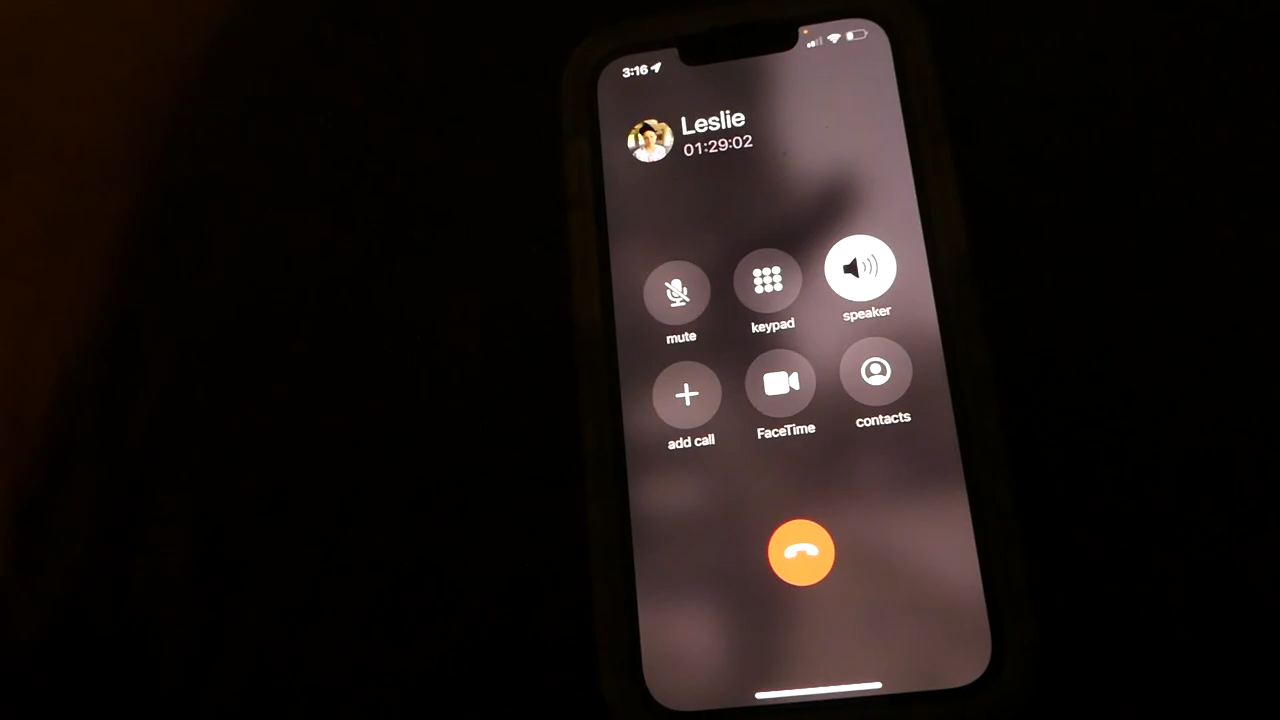 3:16
Leslie
01:29:02
mute
keypad
speaker
add call
FaceTime
contacts